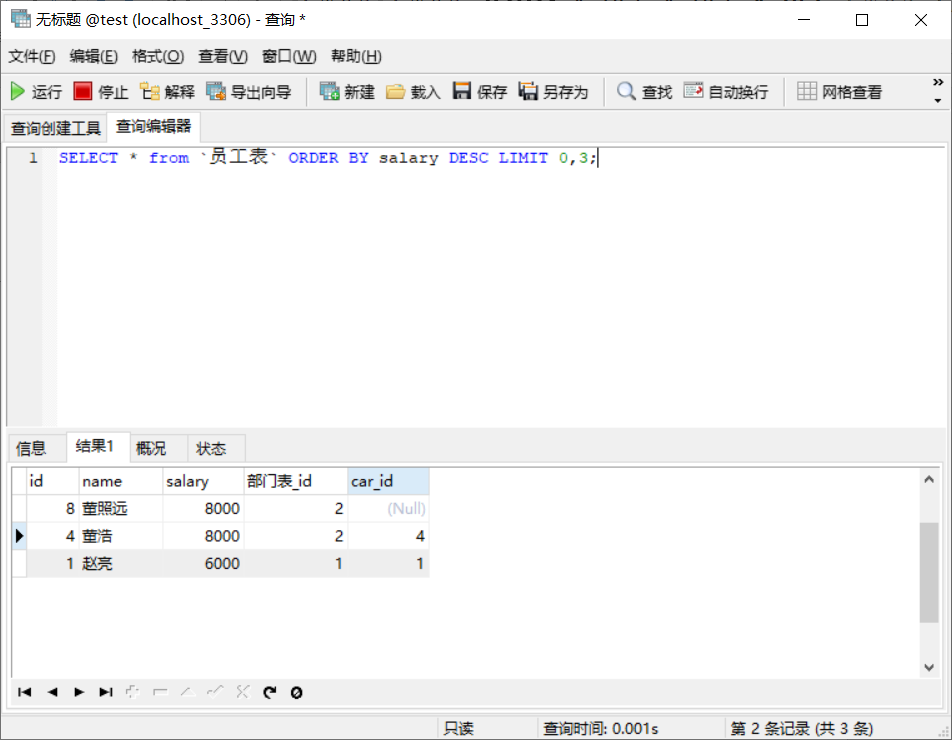 无标题 @test (localhost_3306) - 查询 *
文件(F) 编辑(E) 格式(O) 查看(V) 窗口(W) 帮助(H)
运行 停止 解释 导出向导 新建 载入 保存 另存为 查找 自动换行 网格查看 »
查询创建工具 查询编辑器
1 SELECT * from `员工表` ORDER BY salary DESC LIMIT 0,3;
信息 结果1 概况 状态
id name salary 部门表_id car_id
8 董照远 8000 2 (Null)
4 董浩 8000 2 4
1 赵亮 6000 1 1
只读 查询时间: 0.001s 第 2 条记录 (共 3 条)